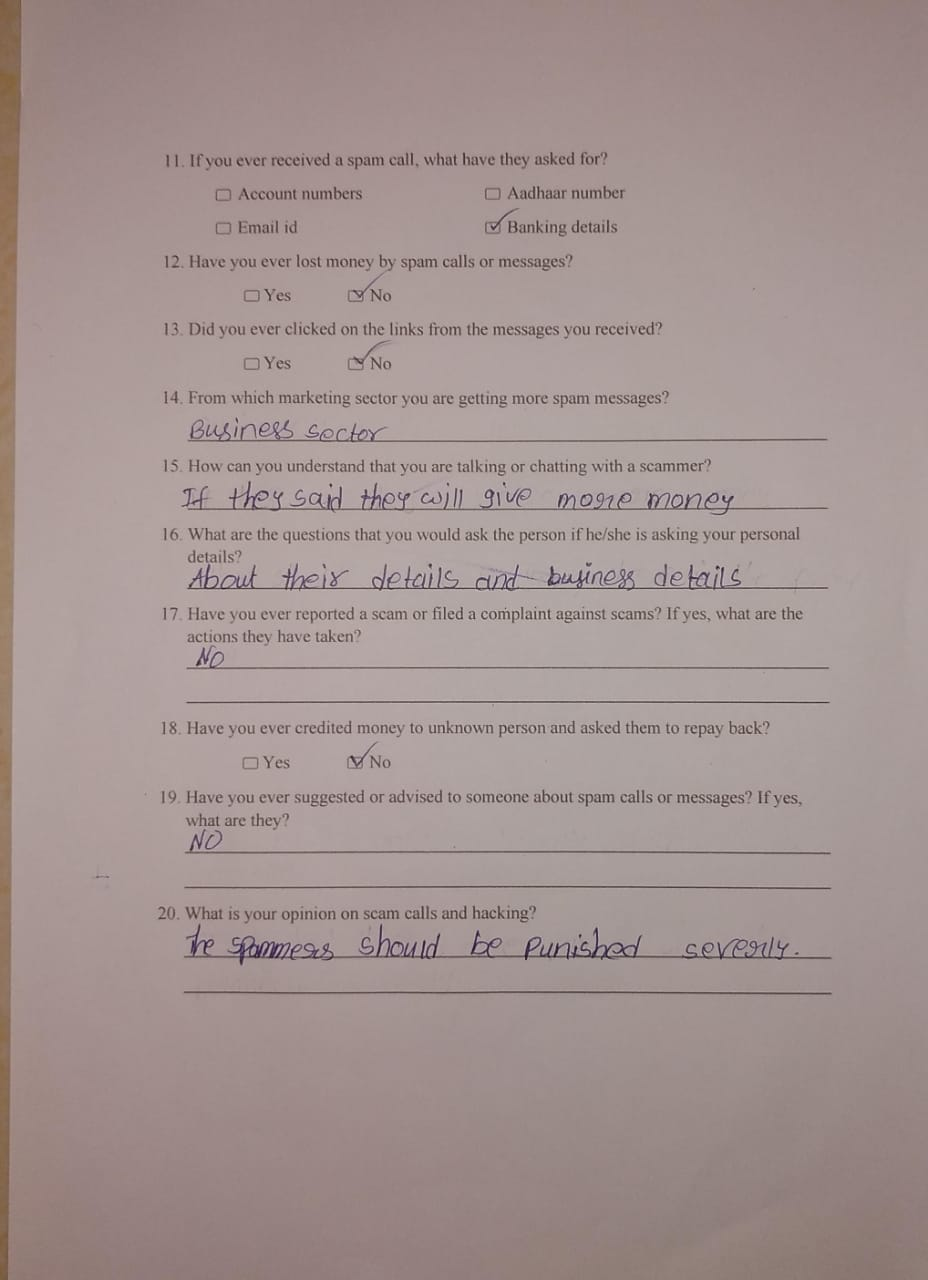 11. If you ever received a spam call, what have they asked for?
☐ Account numbers ☐ Aadhaar number
☐ Email id ☑ Banking details
12. Have you ever lost money by spam calls or messages?
☐ Yes ☑ No
13. Did you ever clicked on the links from the messages you received?
☐ Yes ☑ No
14. From which marketing sector you are getting more spam messages?
Business sector
15. How can you understand that you are talking or chatting with a scammer?
If they said they will give more money
16. What are the questions that you would ask the person if he/she is asking your personal
details?
About their details and business details
17. Have you ever reported a scam or filed a complaint against scams? If yes, what are the
actions they have taken?
NO
18. Have you ever credited money to unknown person and asked them to repay back?
☐ Yes ☑ No
19. Have you ever suggested or advised to someone about spam calls or messages? If yes,
what are they?
NO
20. What is your opinion on scam calls and hacking?
The spammers should be punished severly.